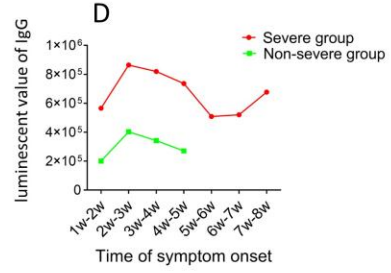 D
Severe group
Non-severe group
luminescent value of IgG
1×10⁶
8×10⁵
6×10⁵
4×10⁵
2×10⁵
0
1w-2w
2w-3w
3w-4w
4w-5w
5w-6w
6w-7w
7w-8w
Time of symptom onset